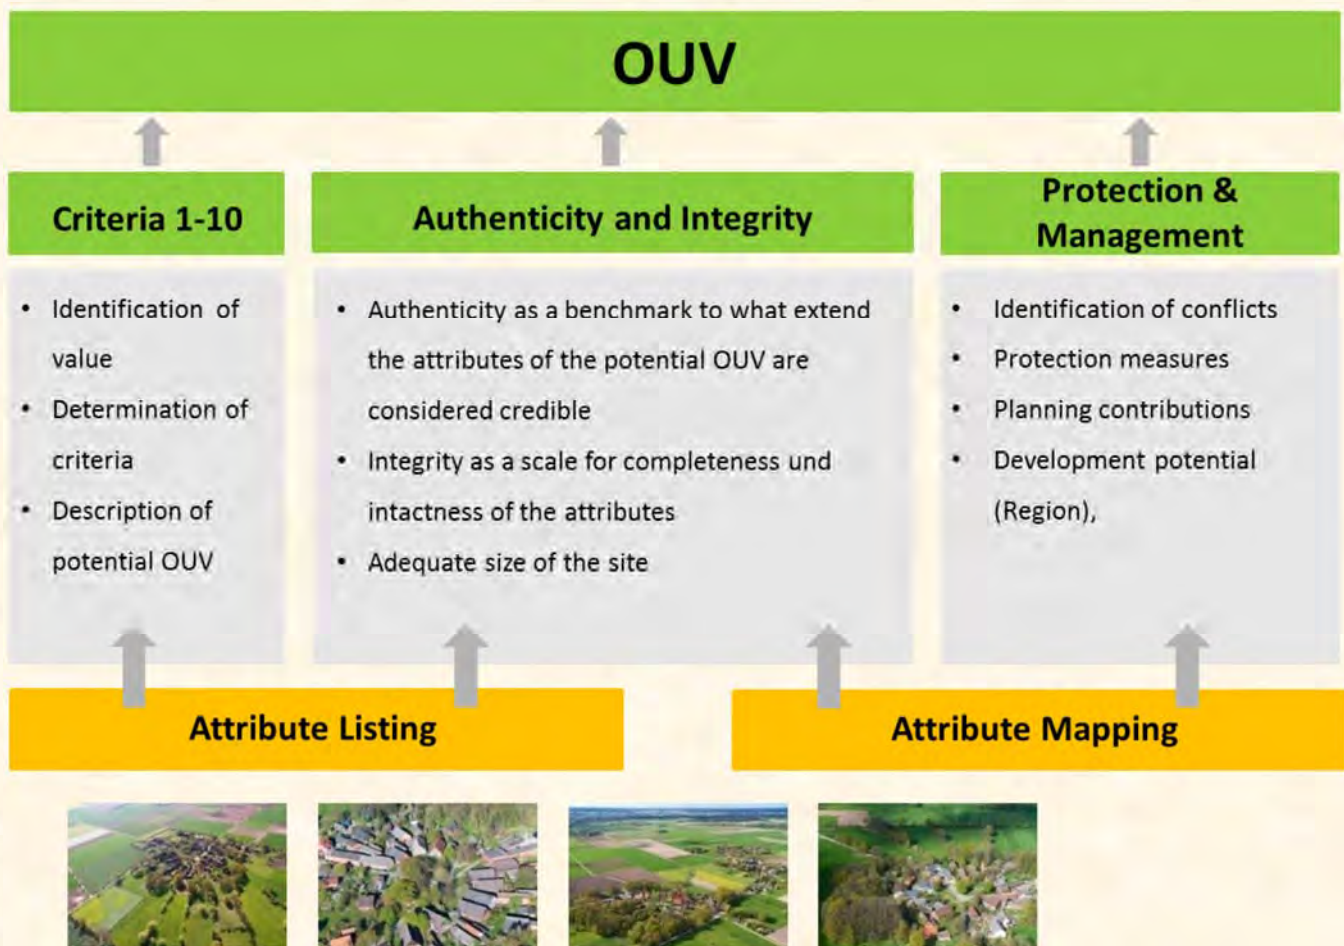 OUV
Criteria 1-10
• Identification of
value
• Determination of
criteria
• Description of
potential OUV
Authenticity and Integrity
• Authenticity as a benchmark to what extend
the attributes of the potential OUV are
considered credible
• Integrity as a scale for completeness und
intactness of the attributes
• Adequate size of the site
Protection &
Management
• Identification of conflicts
• Protection measures
• Planning contributions
• Development potential
(Region),
Attribute Listing
Attribute Mapping